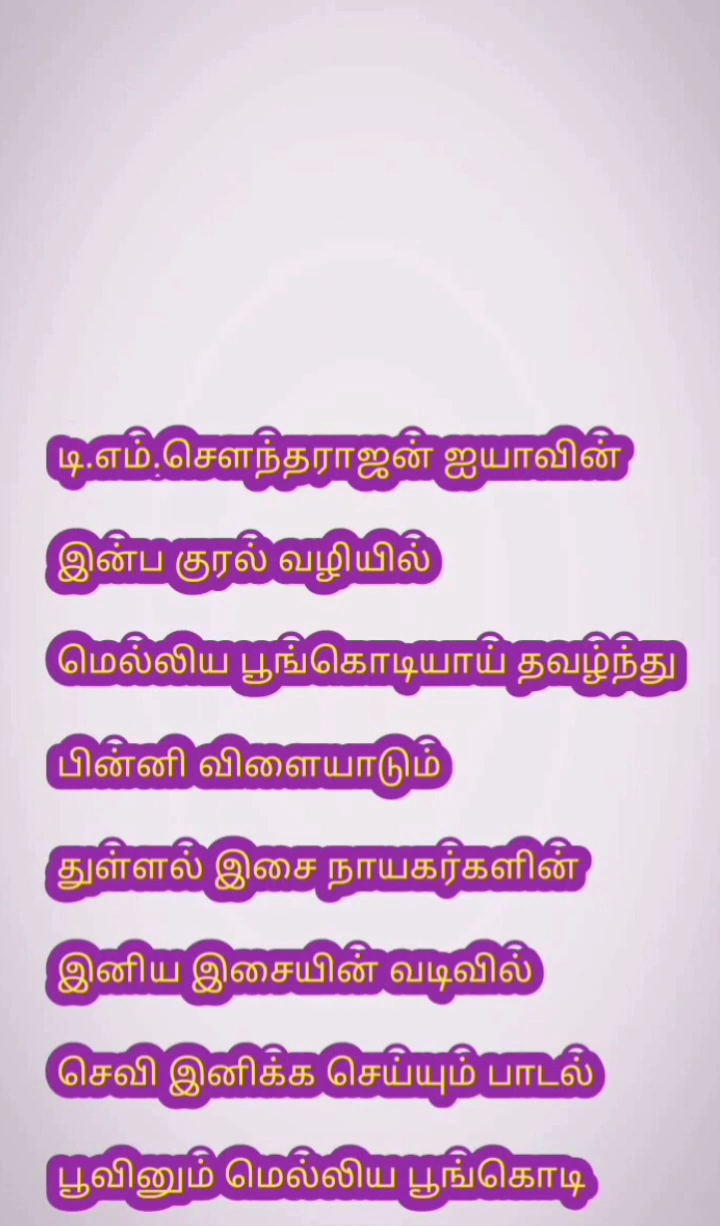 டி.எம்.சௌந்தராஜன் ஐயாவின்
இன்ப குரல் வழியில்
மெல்லிய பூங்கொடியாய் தவழ்ந்து
பின்னி விளையாடும்
துள்ளல் இசை நாயகர்களின்
இனிய இசையின் வடிவில்
செவி இனிக்க செய்யும் பாடல்
பூவினும் மெல்லிய பூங்கொடி